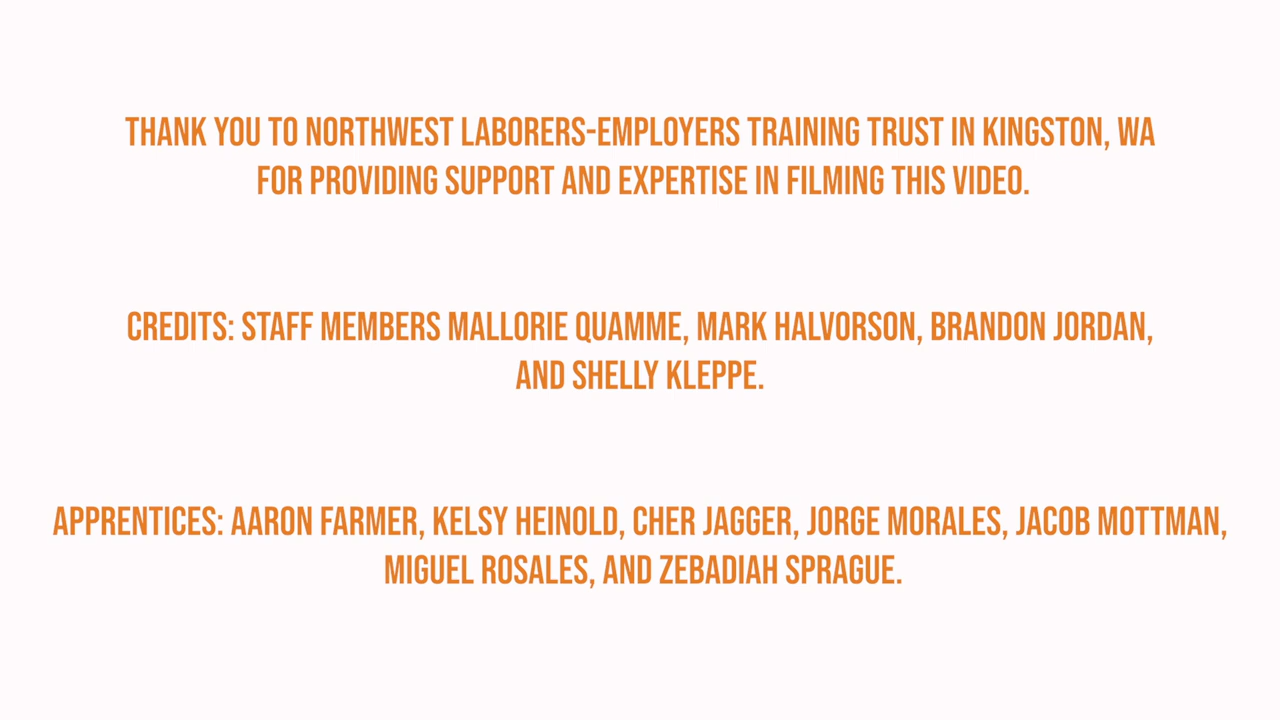 THANK YOU TO NORTHWEST LABORERS-EMPLOYERS TRAINING TRUST IN KINGSTON, WA
FOR PROVIDING SUPPORT AND EXPERTISE IN FILMING THIS VIDEO.
CREDITS: STAFF MEMBERS MALLORIE QUAMME, MARK HALVORSON, BRANDON JORDAN,
AND SHELLY KLEPPE.
APPRENTICES: AARON FARMER, KELSY HEINOLD, CHER JAGGER, JORGE MORALES, JACOB MOTTMAN,
MIGUEL ROSALES, AND ZEBADIAH SPRAGUE.